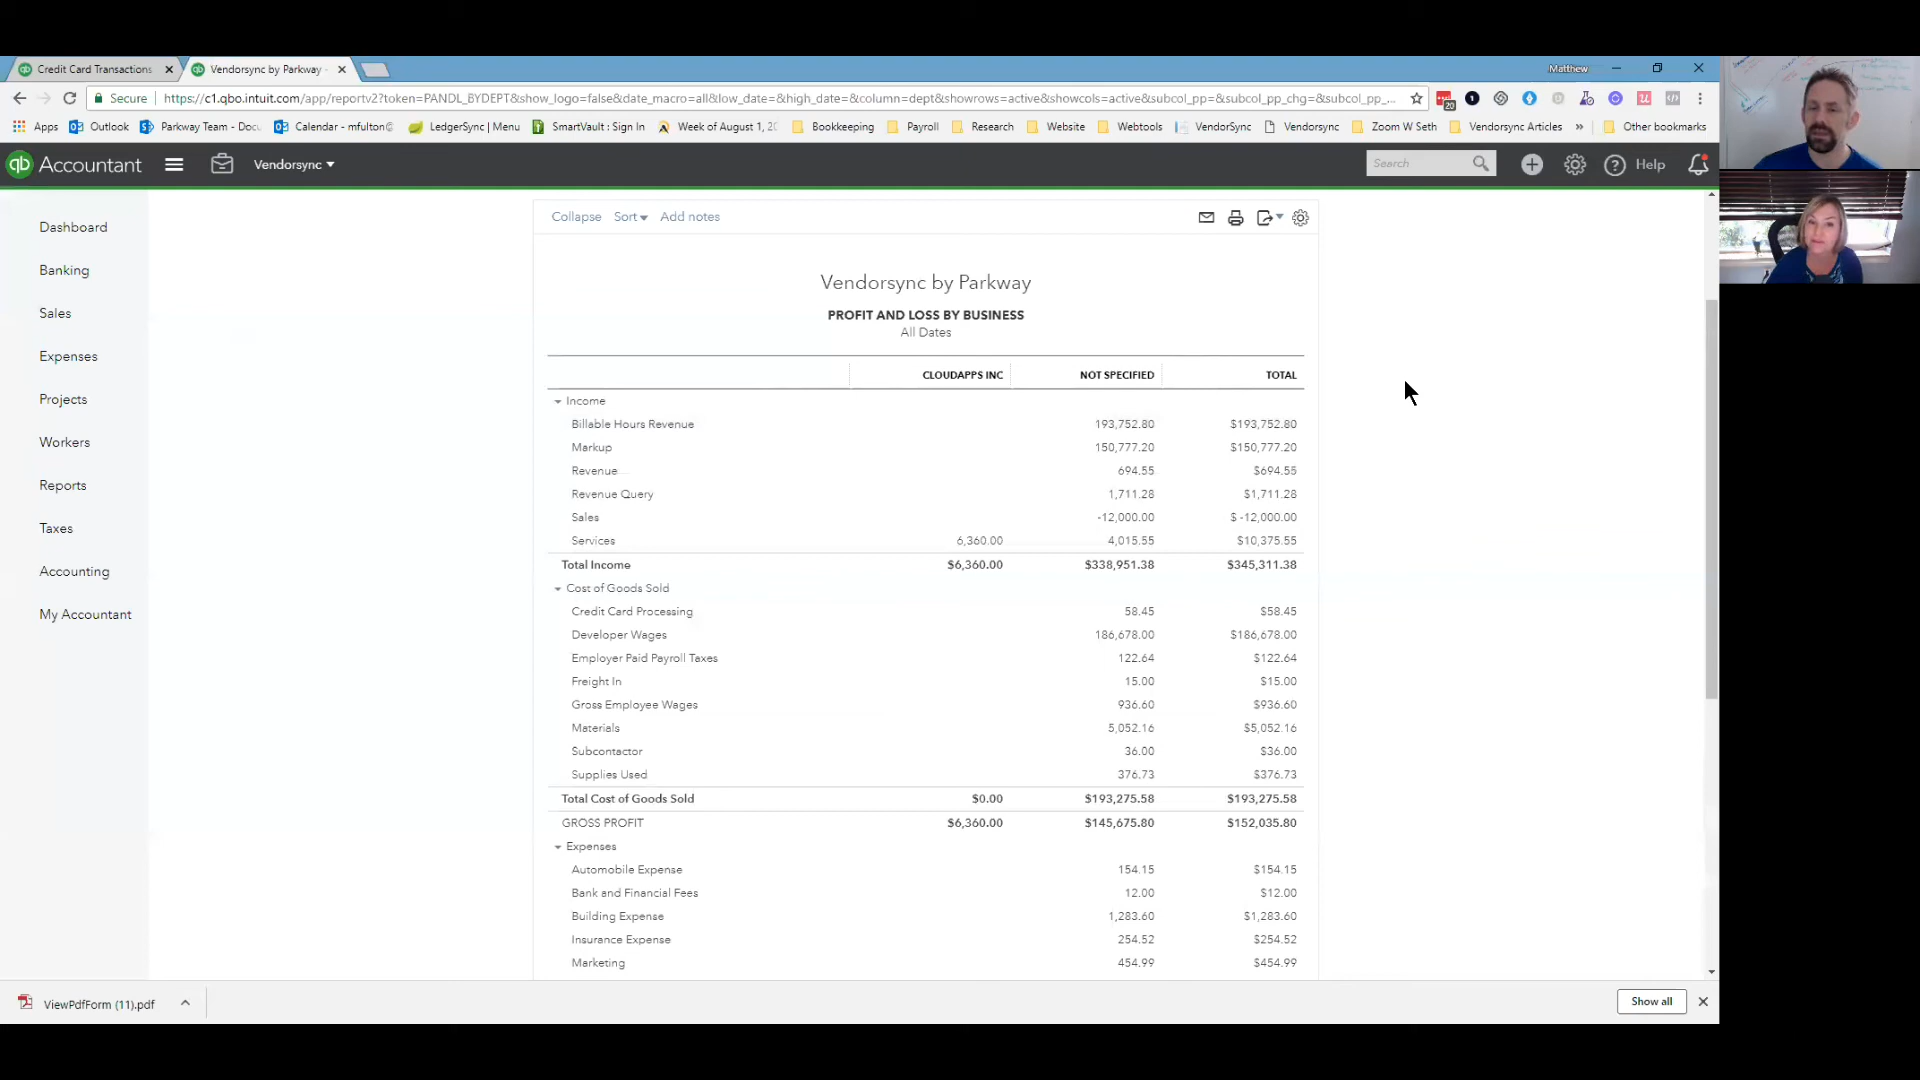 Credit Card Transactions
Vendorsync by Parkway
Matthew
Secure https://c1.qbo.intuit.com/app/reportv2?token=PANDL_BYDEPT&show_logo=false&date_macro=all&low_date=&high_date=&column=dept&showrows=active&showcols=active&subcol_pp=&subcol_pp_chg=&subcol_pp_...
20
Apps Outlook Parkway Team - Docu Calendar - mfulton@ LedgerSync | Menu SmartVault : Sign In Week of August 1, 20 Bookkeeping Payroll Research Website Webtools VendorSync Vendorsync Zoom W Seth Vendorsync Articles » Other bookmarks
qb Accountant Vendorsync Search Help
Dashboard
Banking
Sales
Expenses
Projects
Workers
Reports
Taxes
Accounting
My Accountant
Collapse Sort Add notes
Vendorsync by Parkway
PROFIT AND LOSS BY BUSINESS
All Dates
CLOUDAPPS INC NOT SPECIFIED TOTAL
Income
Billable Hours Revenue 193,752.80 $193,752.80
Markup 150,777.20 $150,777.20
Revenue 694.55 $694.55
Revenue Query 1,711.28 $1,711.28
Sales -12,000.00 $ -12,000.00
Services 6,360.00 4,015.55 $10,375.55
Total Income $6,360.00 $338,951.38 $345,311.38
Cost of Goods Sold
Credit Card Processing 58.45 $58.45
Developer Wages 186,678.00 $186,678.00
Employer Paid Payroll Taxes 122.64 $122.64
Freight In 15.00 $15.00
Gross Employee Wages 936.60 $936.60
Materials 5,052.16 $5,052.16
Subcontactor 36.00 $36.00
Supplies Used 376.73 $376.73
Total Cost of Goods Sold $0.00 $193,275.58 $193,275.58
GROSS PROFIT $6,360.00 $145,675.80 $152,035.80
Expenses
Automobile Expense 154.15 $154.15
Bank and Financial Fees 12.00 $12.00
Building Expense 1,283.60 $1,283.60
Insurance Expense 254.52 $254.52
Marketing 454.99 $454.99
ViewPdfForm (11).pdf
Show all